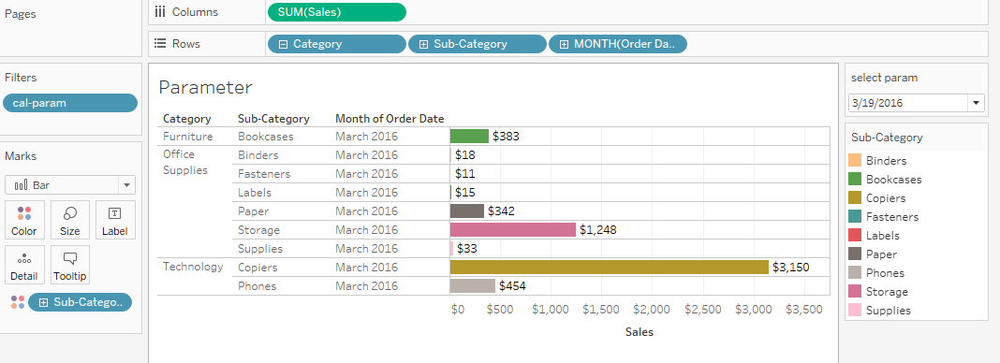 Pages
Columns
SUM(Sales)
Rows
Category
Sub-Category
MONTH(Order Da..
Filters
cal-param
Marks
Bar
Color
Size
Label
Detail
Tooltip
Sub-Catego..
Parameter
Category Sub-Category Month of Order Date
Furniture Bookcases March 2016 $383
Office Supplies Binders March 2016 $18
Fasteners March 2016 $11
Labels March 2016 $15
Paper March 2016 $342
Storage March 2016 $1,248
Supplies March 2016 $33
Technology Copiers March 2016 $3,150
Phones March 2016 $454
$0 $500 $1,000 $1,500 $2,000 $2,500 $3,000 $3,500
Sales
select param
3/19/2016
Sub-Category
Binders
Bookcases
Copiers
Fasteners
Labels
Paper
Phones
Storage
Supplies